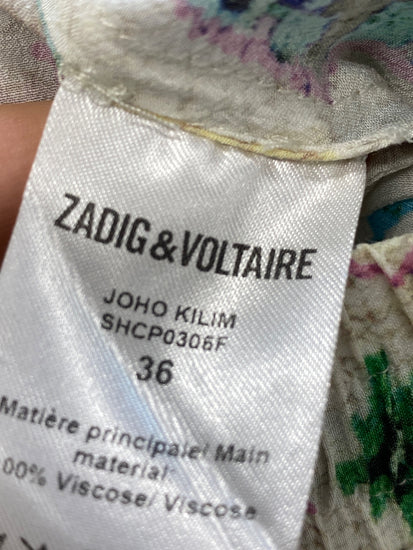 ZADIG & VOLTAIRE
JOHO KILIM
SHCP0306F
36
Matière principale/ Main
material
00% Viscose/ Viscose